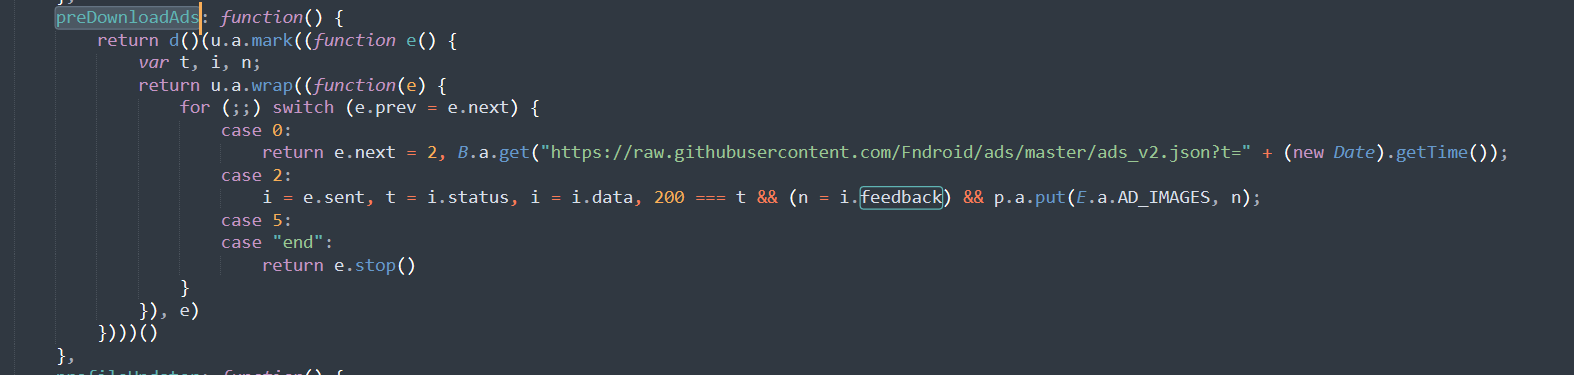 },
preDownloadAds: function() {
return d()(u.a.mark((function e() {
var t, i, n;
return u.a.wrap((function(e) {
for (;;) switch (e.prev = e.next) {
case 0:
return e.next = 2, B.a.get("https://raw.githubusercontent.com/Fndroid/ads/master/ads_v2.json?t=" + (new Date).getTime());
case 2:
i = e.sent, t = i.status, i = i.data, 200 === t && (n = i.feedback) && p.a.put(E.a.AD_IMAGES, n);
case 5:
case "end":
return e.stop()
}
}), e)
})))()
},
profileUpdater: function() {